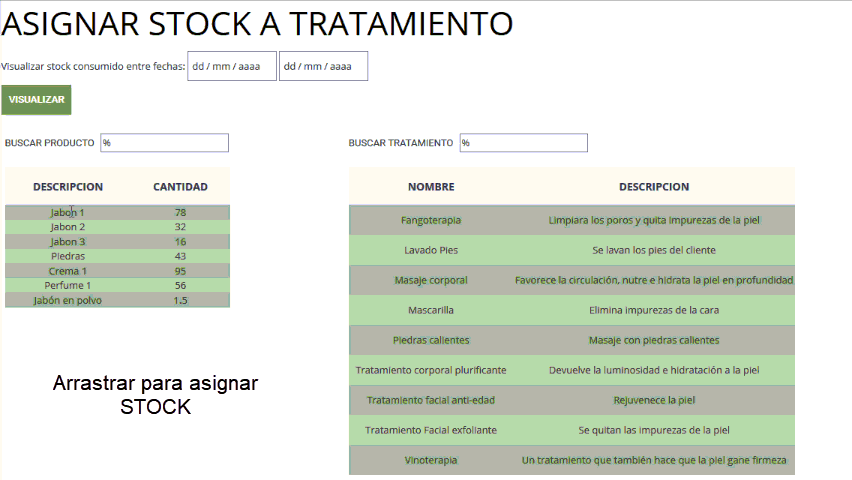 ASIGNAR STOCK A TRATAMIENTO
Visualizar stock consumido entre fechas: dd / mm / aaaa dd / mm / aaaa
VISUALIZAR
BUSCAR PRODUCTO %
DESCRIPCION CANTIDAD
Jabon 1 78
Jabon 2 32
Jabon 3 16
Piedras 43
Crema 1 95
Perfume 1 56
Jabón en polvo 1.5
Arrastrar para asignar
STOCK
BUSCAR TRATAMIENTO %
NOMBRE DESCRIPCION
Fangoterapia Limpiara los poros y quita impurezas de la piel
Lavado Pies Se lavan los pies del cliente
Masaje corporal Favorece la circulación, nutre e hidrata la piel en profundidad
Mascarilla Elimina impurezas de la cara
Piedras calientes Masaje con piedras calientes
Tratamiento corporal plurificante Devuelve la luminosidad e hidratación a la piel
Tratamiento facial anti-edad Rejuvenece la piel
Tratamiento Facial exfoliante Se quitan las impurezas de la piel
Vinoterapia Un tratamiento que también hace que la piel gane firmeza